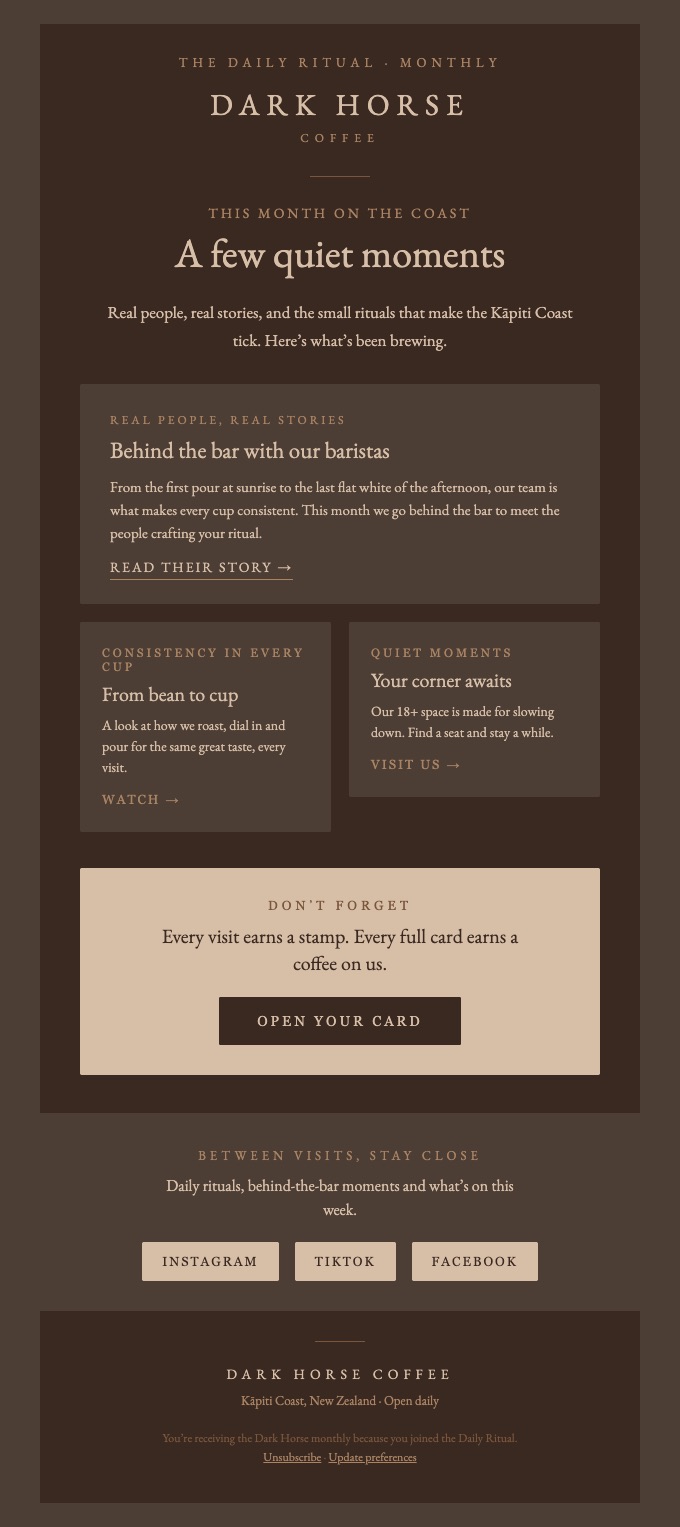 THE DAILY RITUAL · MONTHLY
DARK HORSE
COFFEE
THIS MONTH ON THE COAST
A few quiet moments
Real people, real stories, and the small rituals that make the Kāpiti Coast
tick. Here’s what’s been brewing.
REAL PEOPLE, REAL STORIES
Behind the bar with our baristas
From the first pour at sunrise to the last flat white of the afternoon, our team is
what makes every cup consistent. This month we go behind the bar to meet the
people crafting your ritual.
READ THEIR STORY →
CONSISTENCY IN EVERY
CUP
From bean to cup
A look at how we roast, dial in and
pour for the same great taste, every
visit.
WATCH →
QUIET MOMENTS
Your corner awaits
Our 18+ space is made for slowing
down. Find a seat and stay a while.
VISIT US →
DON’T FORGET
Every visit earns a stamp. Every full card earns a
coffee on us.
OPEN YOUR CARD
BETWEEN VISITS, STAY CLOSE
Daily rituals, behind-the-bar moments and what’s on this
week.
INSTAGRAM
TIKTOK
FACEBOOK
DARK HORSE COFFEE
Kāpiti Coast, New Zealand · Open daily
You’re receiving the Dark Horse monthly because you joined the Daily Ritual.
Unsubscribe · Update preferences